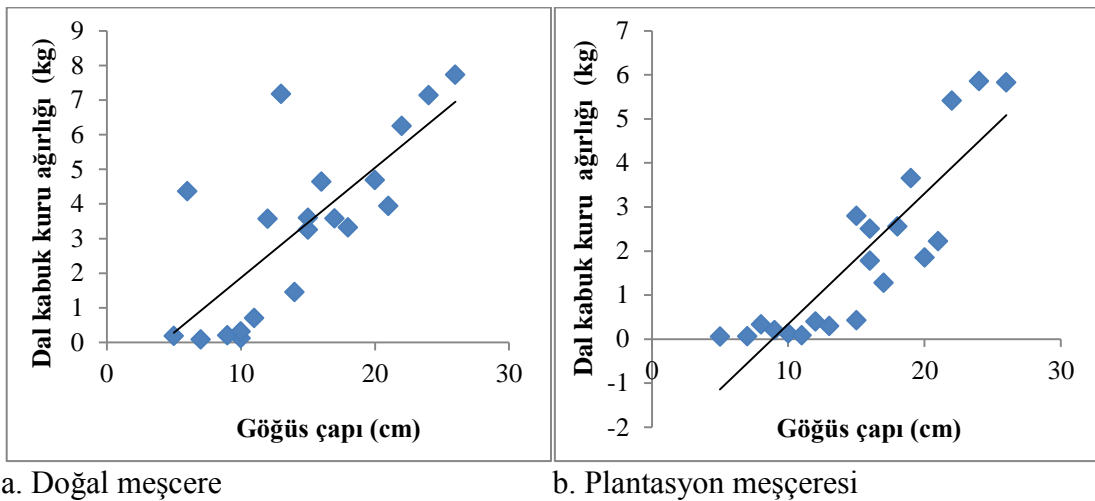 Dal kabuk kuru ağırlığı (kg)
9
8
7
6
5
4
3
2
1
0
0 10 20 30
Göğüs çapı (cm)
Dal kabuk kuru ağırlığı (kg)
7
6
5
4
3
2
1
0
-1
-2
0 10 20 30
Göğüs çapı (cm)
a. Doğal meşcere
b. Plantasyon meşçeresi